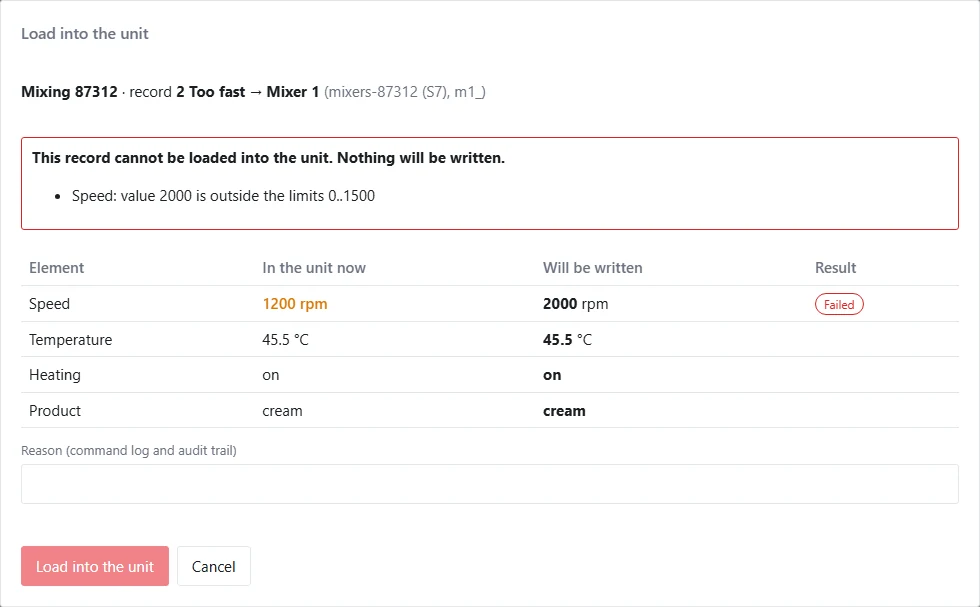 Load into the unit
Mixing 87312 · record 2 Too fast → Mixer 1 (mixers-87312 (S7), m1_)
This record cannot be loaded into the unit. Nothing will be written.
• Speed: value 2000 is outside the limits 0..1500
Element In the unit now Will be written Result
Speed 1200 rpm 2000 rpm Failed
Temperature 45.5 °C 45.5 °C
Heating on on
Product cream cream
Reason (command log and audit trail)
Load into the unit Cancel